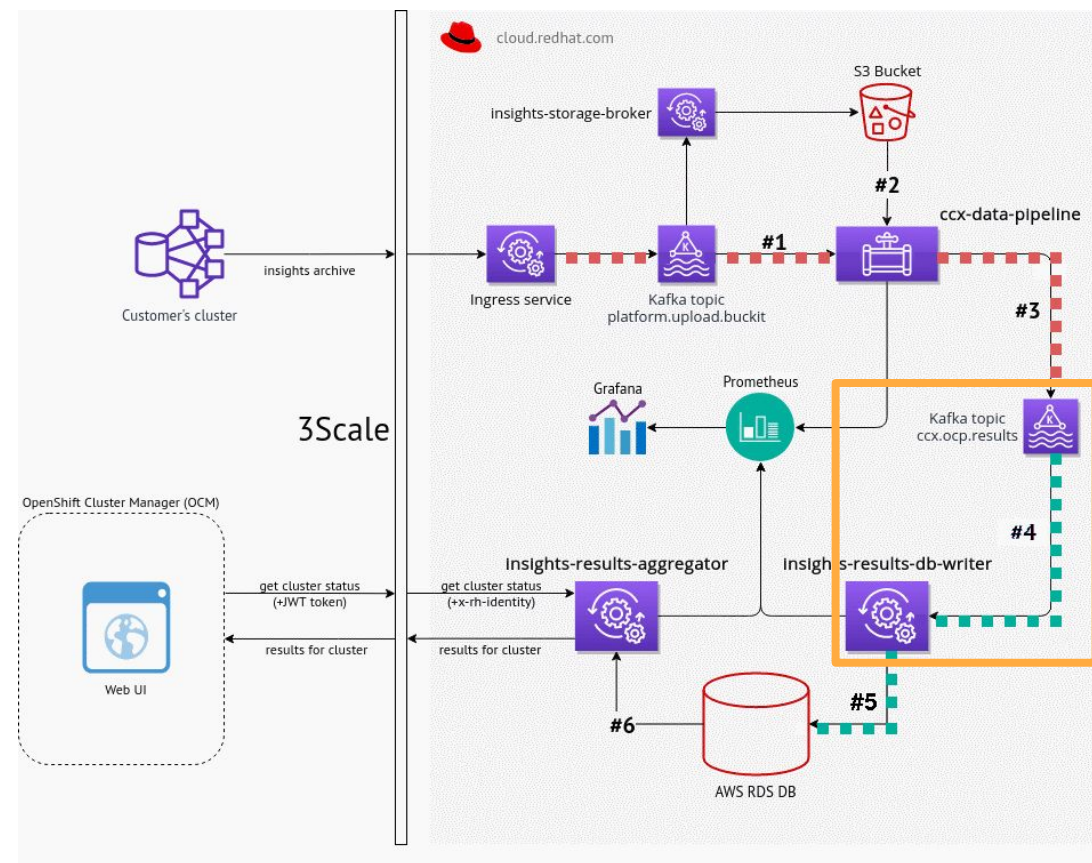 cloud.redhat.com
S3 Bucket
insights-storage-broker
#2
ccx-data-pipeline
#1
insights archive
Ingress service
Kafka topic
platform.upload.buckit
Customer's cluster
#3
Grafana
Prometheus
Kafka topic
ccx.ocp.results
3Scale
OpenShift Cluster Manager (OCM)
#4
insights-results-aggregator
insights-results-db-writer
get cluster status
(+JWT token)
get cluster status
(+x-rh-identity)
results for cluster
results for cluster
Web UI
#5
#6
AWS RDS DB